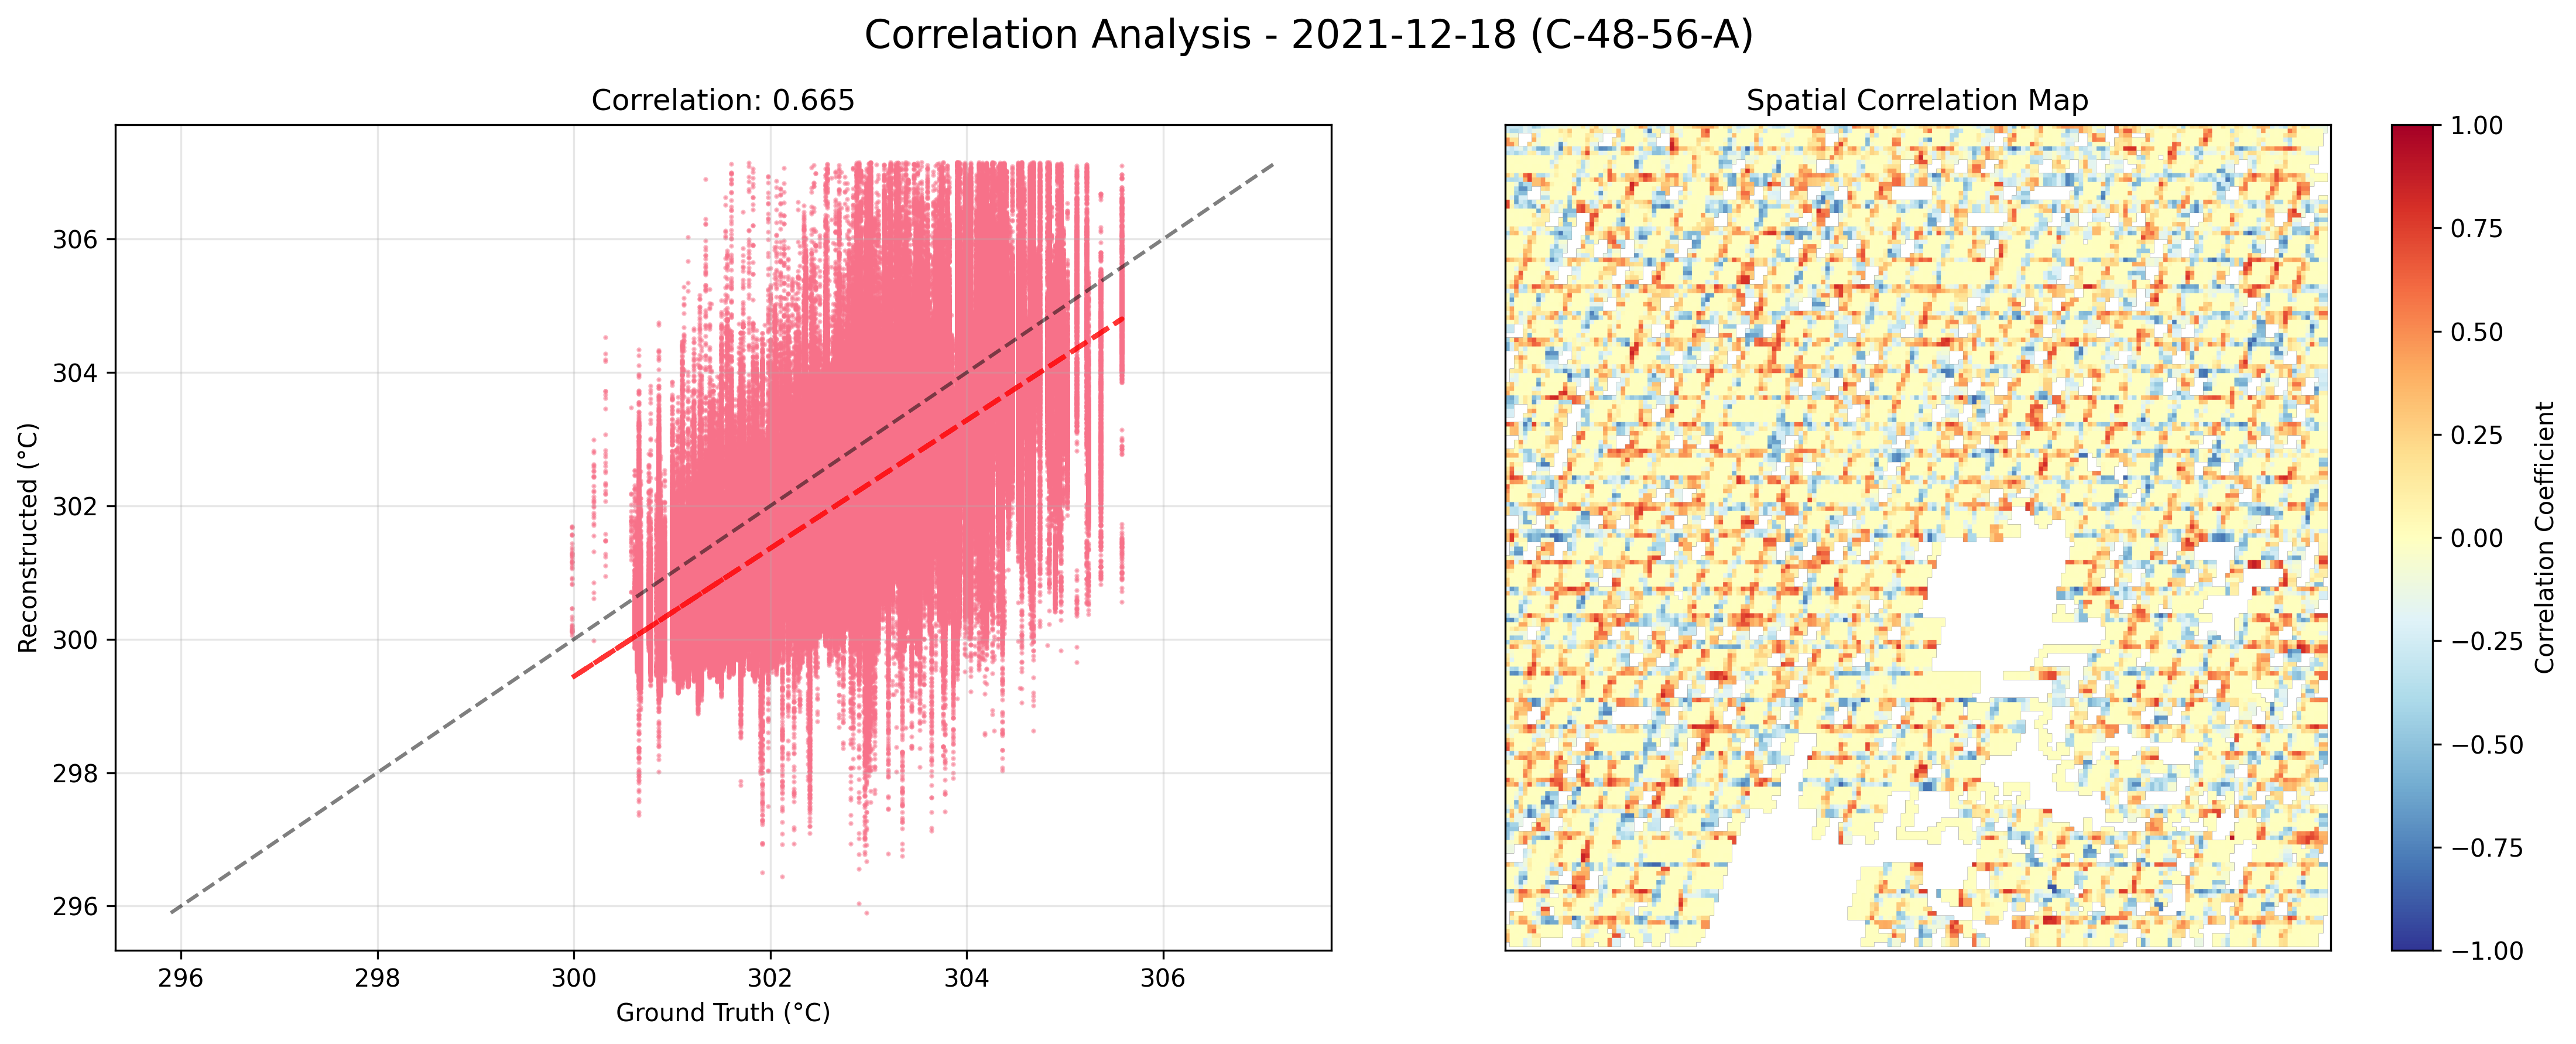 Correlation Analysis - 2021-12-18 (C-48-56-A)
Correlation: 0.665
306
304
302
300
298
296
Reconstructed (°C)
296 298 300 302 304 306
Ground Truth (°C)
Spatial Correlation Map
1.00
0.75
0.50
0.25
0.00
−0.25
−0.50
−0.75
−1.00
Correlation Coefficient